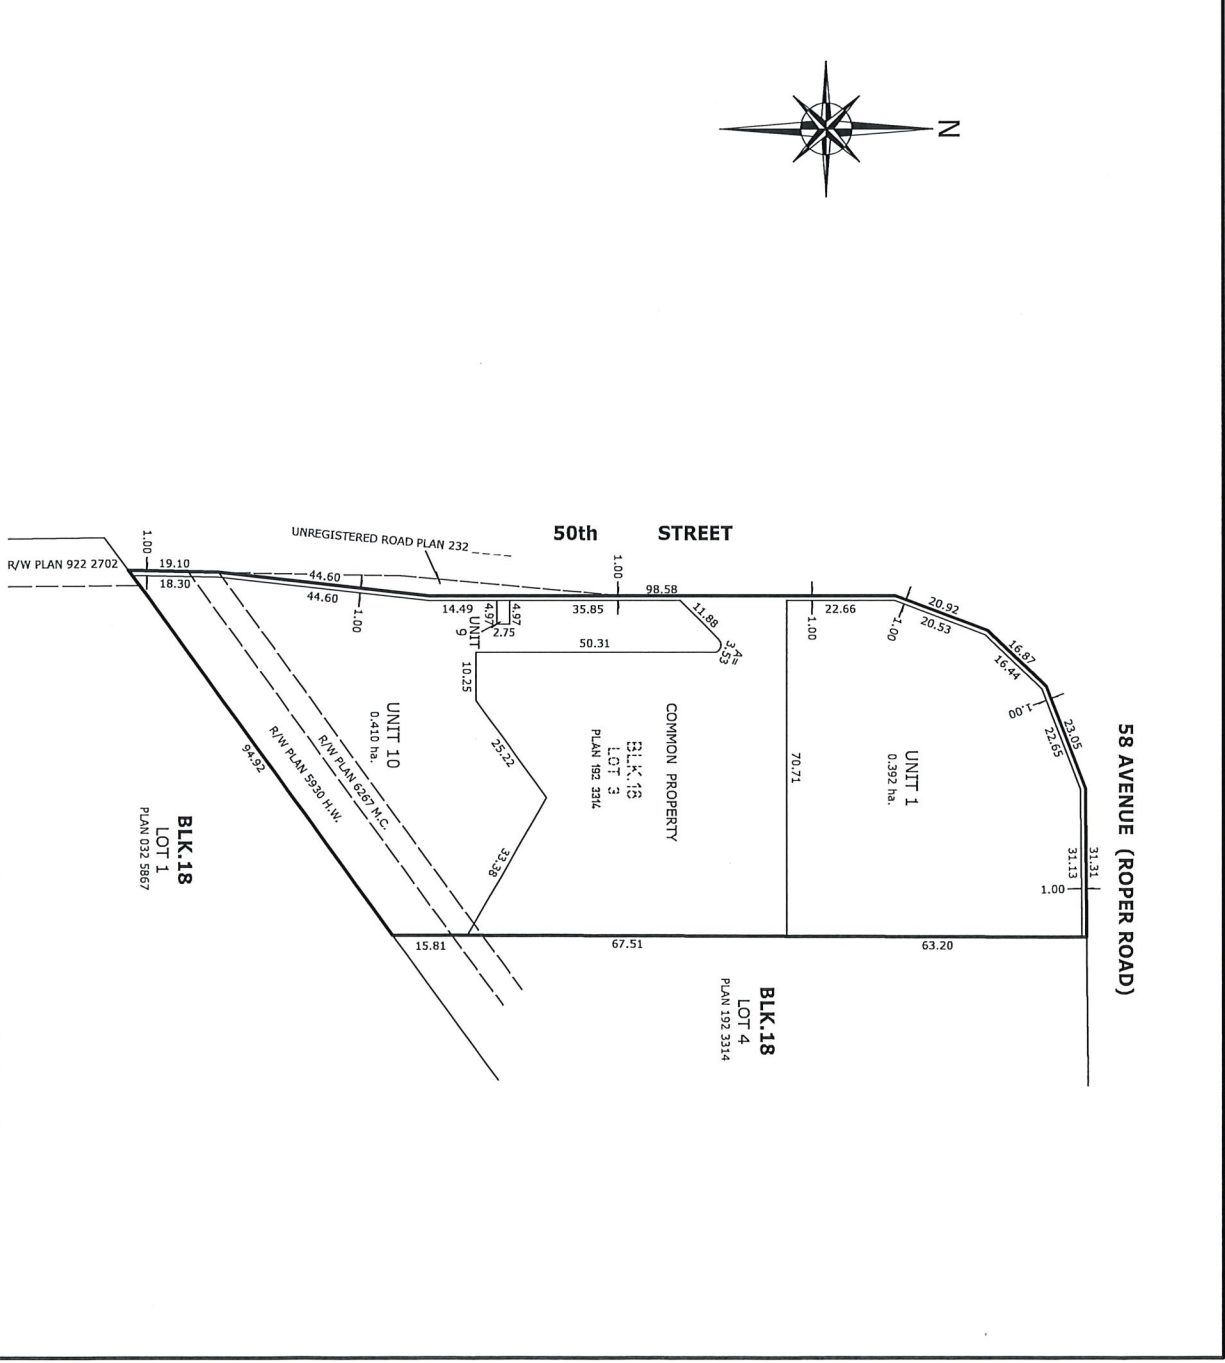 N
50th STREET
58 AVENUE (ROPER ROAD)
UNREGISTERED ROAD PLAN 232
R/W PLAN 922 2702
1.00
19.10
18.30
44.60
44.60
1.00
14.49
4.97
4.97
2.75
UNIT
9
35.85
1.00
98.58
11.88
A=
3.53
50.31
10.25
25.22
33.38
22.66
1.00
20.92
20.53
1.00
16.87
16.44
1.00
23.05
22.65
31.31
31.13
1.00
UNIT 1
0.392 ha.
70.71
COMMON PROPERTY
BLK.18
LOT 3
PLAN 192 3314
UNIT 10
0.410 ha.
R/W PLAN 6267 M.C.
R/W PLAN 5930 H.W.
94.92
15.81
67.51
63.20
BLK.18
LOT 1
PLAN 032 5867
BLK.18
LOT 4
PLAN 192 3314